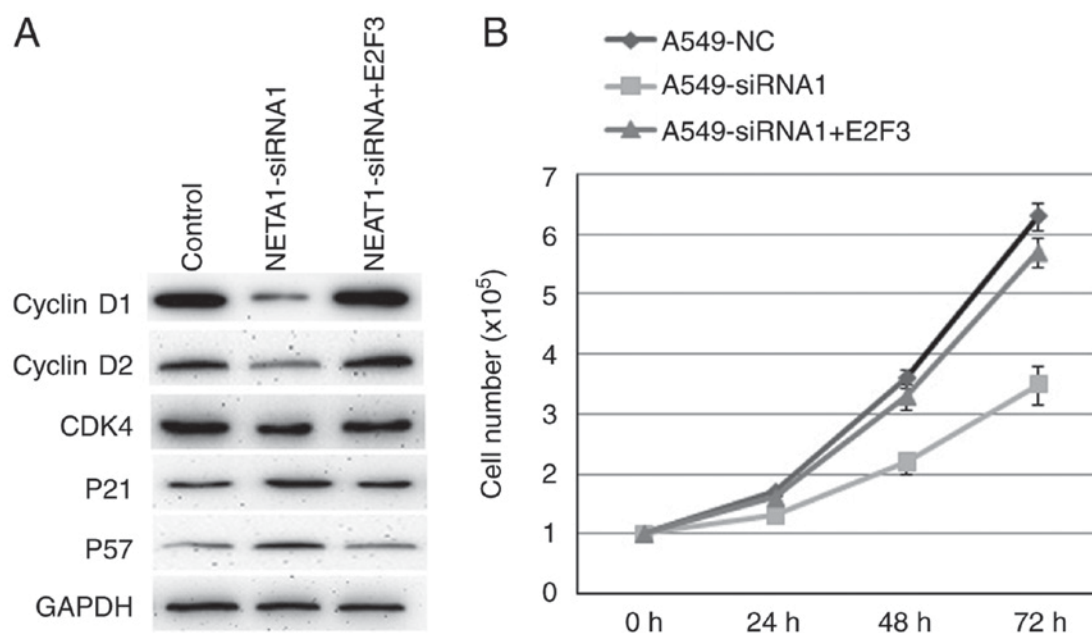 A
Control
NETA1-siRNA1
NEAT1-siRNA+E2F3
Cyclin D1
Cyclin D2
CDK4
P21
P57
GAPDH
B
A549-NC
A549-siRNA1
A549-siRNA1+E2F3
Cell number (x10⁵)
7
6
5
4
3
2
1
0
0 h 24 h 48 h 72 h